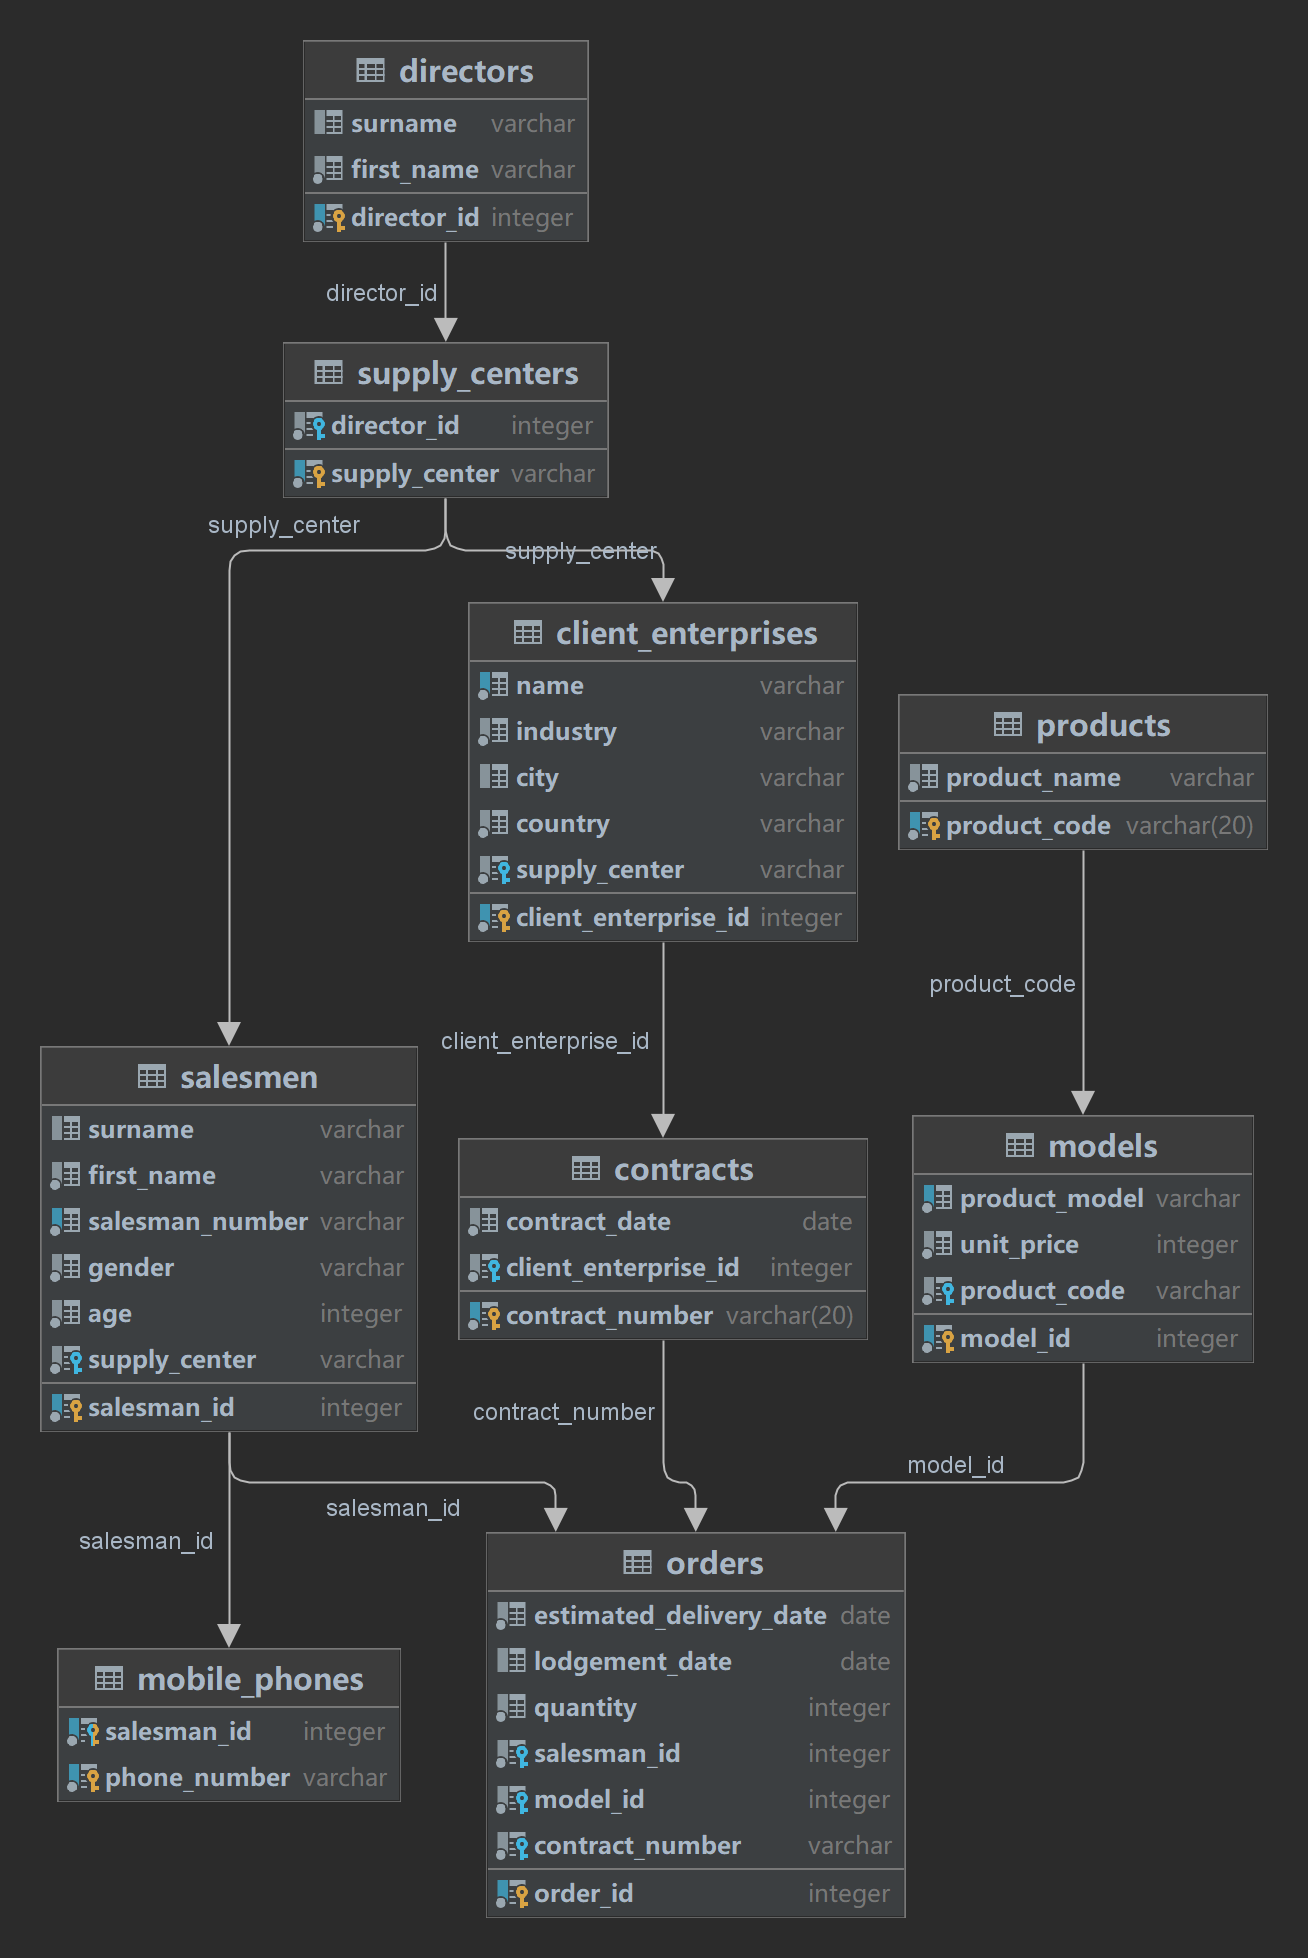 directors
surname varchar
first_name varchar
director_id integer
director_id
supply_centers
director_id integer
supply_center varchar
supply_center
supply_center
client_enterprises
name varchar
industry varchar
city varchar
country varchar
supply_center varchar
client_enterprise_id integer
products
product_name varchar
product_code varchar(20)
product_code
client_enterprise_id
salesmen
surname varchar
first_name varchar
salesman_number varchar
gender varchar
age integer
supply_center varchar
salesman_id integer
contracts
contract_date date
client_enterprise_id integer
contract_number varchar(20)
models
product_model varchar
unit_price integer
product_code varchar
model_id integer
contract_number
model_id
salesman_id
salesman_id
orders
estimated_delivery_date date
lodgement_date date
quantity integer
salesman_id integer
model_id integer
contract_number varchar
order_id integer
mobile_phones
salesman_id integer
phone_number varchar